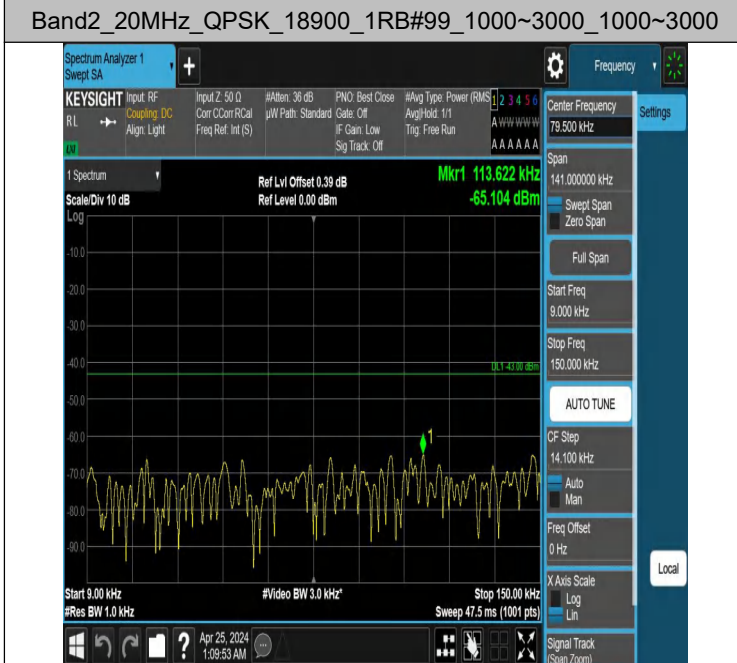 Band2_20MHz_QPSK_18900_1RB#99_1000~3000_1000~3000
Spectrum Analyzer 1
Swept SA
Frequency
KEYSIGHT
RL
Input: RF
Coupling: DC
Align: Light
Input Z: 50 Ω
Corr CCorr RCal
Freq Ref: Int (S)
#Atten: 36 dB
µW Path: Standard
PNO: Best Close
Gate: Off
IF Gain: Low
Sig Track: Off
#Avg Type: Power (RMS
Avg|Hold: 1/1
Trig: Free Run
1 2 3 4 5 6
A W W W W W
A A A A A A
1 Spectrum
Scale/Div 10 dB
Log
Ref Lvl Offset 0.39 dB
Ref Level 0.00 dBm
Mkr1 113.622 kHz
-65.104 dBm
-10.0
-20.0
-30.0
-40.0
-50.0
-60.0
-70.0
-80.0
-90.0
DL1 -43.00 dBm
1
Start 9.00 kHz
#Res BW 1.0 kHz
#Video BW 3.0 kHz*
Stop 150.00 kHz
Sweep 47.5 ms (1001 pts)
Apr 25, 2024
1:09:53 AM
Center Frequency
79.500 kHz
Settings
Span
141.000000 kHz
Swept Span
Zero Span
Full Span
Start Freq
9.000 kHz
Stop Freq
150.000 kHz
AUTO TUNE
CF Step
14.100 kHz
Auto
Man
Freq Offset
0 Hz
X Axis Scale
Log
Lin
Local
Signal Track
(Span Zoom)